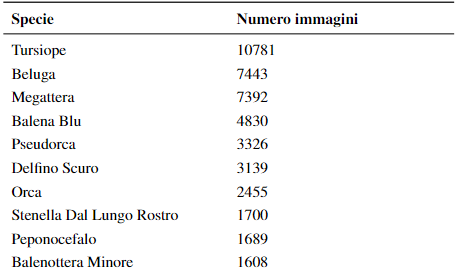 Specie Numero immagini
Tursiope 10781
Beluga 7443
Megattera 7392
Balena Blu 4830
Pseudorca 3326
Delfino Scuro 3139
Orca 2455
Stenella Dal Lungo Rostro 1700
Peponocefalo 1689
Balenottera Minore 1608